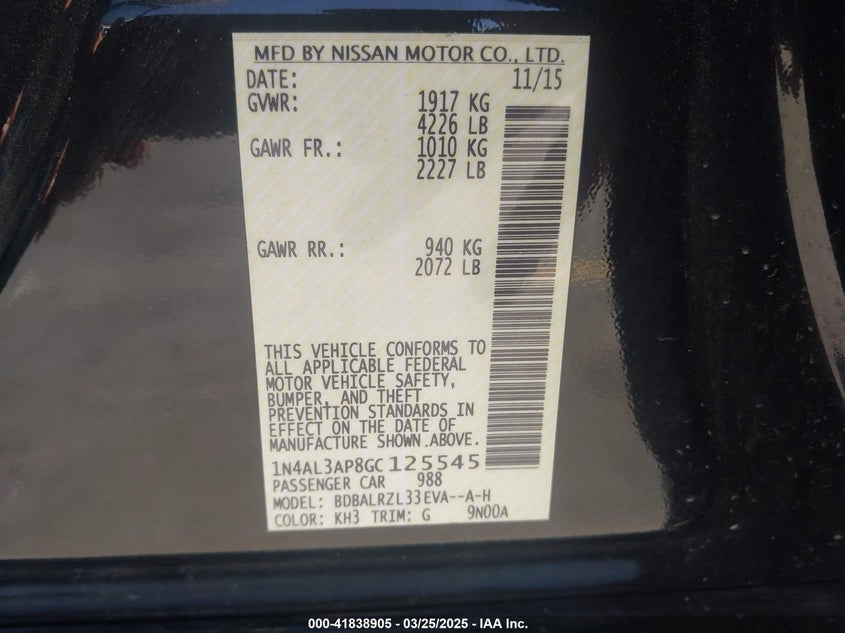 MFD BY NISSAN MOTOR CO., LTD.
DATE: 11/15
GVWR: 1917 KG
4226 LB
GAWR FR.: 1010 KG
2227 LB
GAWR RR.: 940 KG
2072 LB
THIS VEHICLE CONFORMS TO
ALL APPLICABLE FEDERAL
MOTOR VEHICLE SAFETY,
BUMPER, AND THEFT
PREVENTION STANDARDS IN
EFFECT ON THE DATE OF
MANUFACTURE SHOWN ABOVE.
1N4AL3AP8GC125545
PASSENGER CAR 988
MODEL: BDBALRZL33EVA--A-H
COLOR: KH3 TRIM: G 9N00A
000-41838905 - 03/25/2025 - IAA Inc.